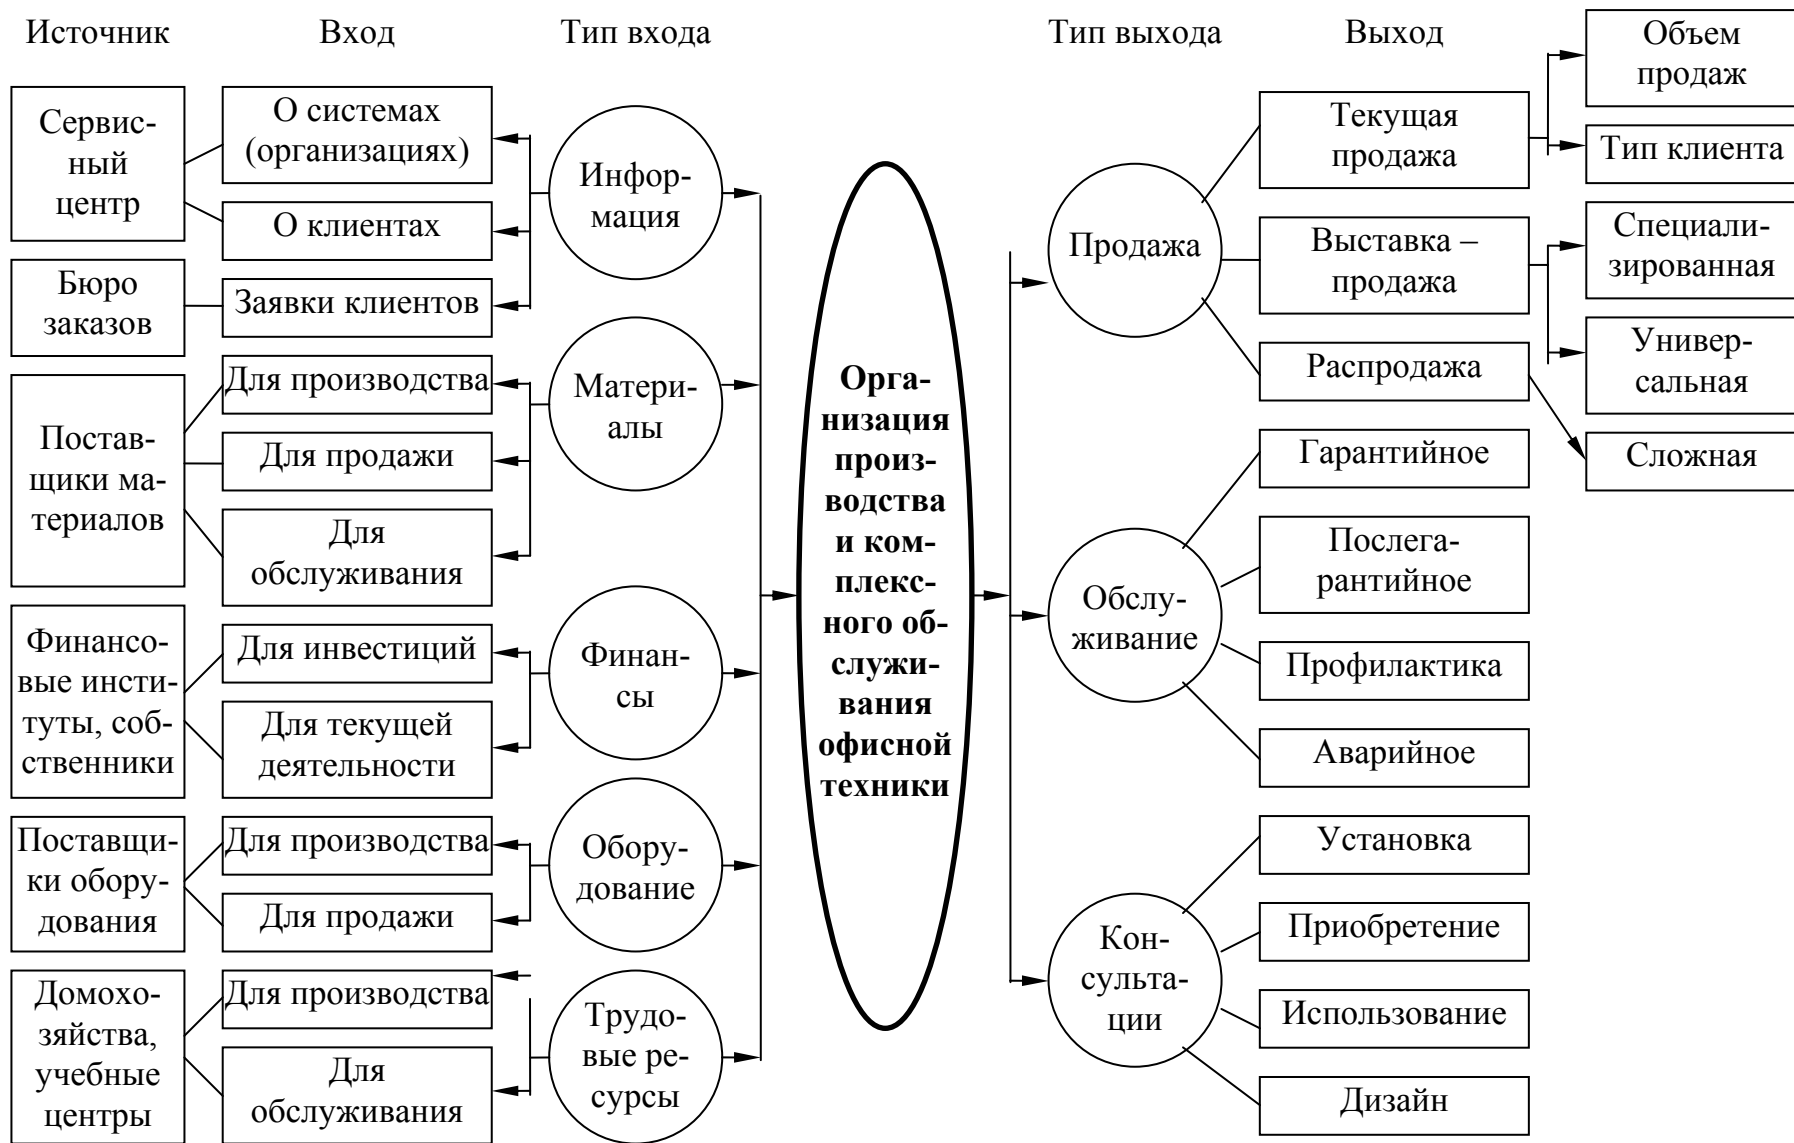 Источник
Вход
Тип входа
Тип выхода
Выход
Сервис-
ный
центр
Бюро
заказов
Постав-
щики ма-
териалов
Финансо-
вые инсти-
туты, соб-
ственники
Поставщи-
ки обору-
дования
Домохо-
зяйства,
учебные
центры
О системах
(организациях)
О клиентах
Заявки клиентов
Для производства
Для продажи
Для
обслуживания
Для инвестиций
Для текущей
деятельности
Для производства
Для продажи
Для производства
Для
обслуживания
Инфор-
мация
Матери-
алы
Финан-
сы
Обору-
дование
Трудо-
вые ре-
сурсы
Орга-
низация
произ-
водства
и ком-
плекс-
ного об-
служи-
вания
офисной
техники
Продажа
Обслу-
живание
Кон-
сульта-
ции
Текущая
продажа
Выставка –
продажа
Распродажа
Гарантийное
Послега-
рантийное
Профилактика
Аварийное
Установка
Приобретение
Использование
Дизайн
Объем
продаж
Тип клиента
Специали-
зированная
Универ-
сальная
Сложная